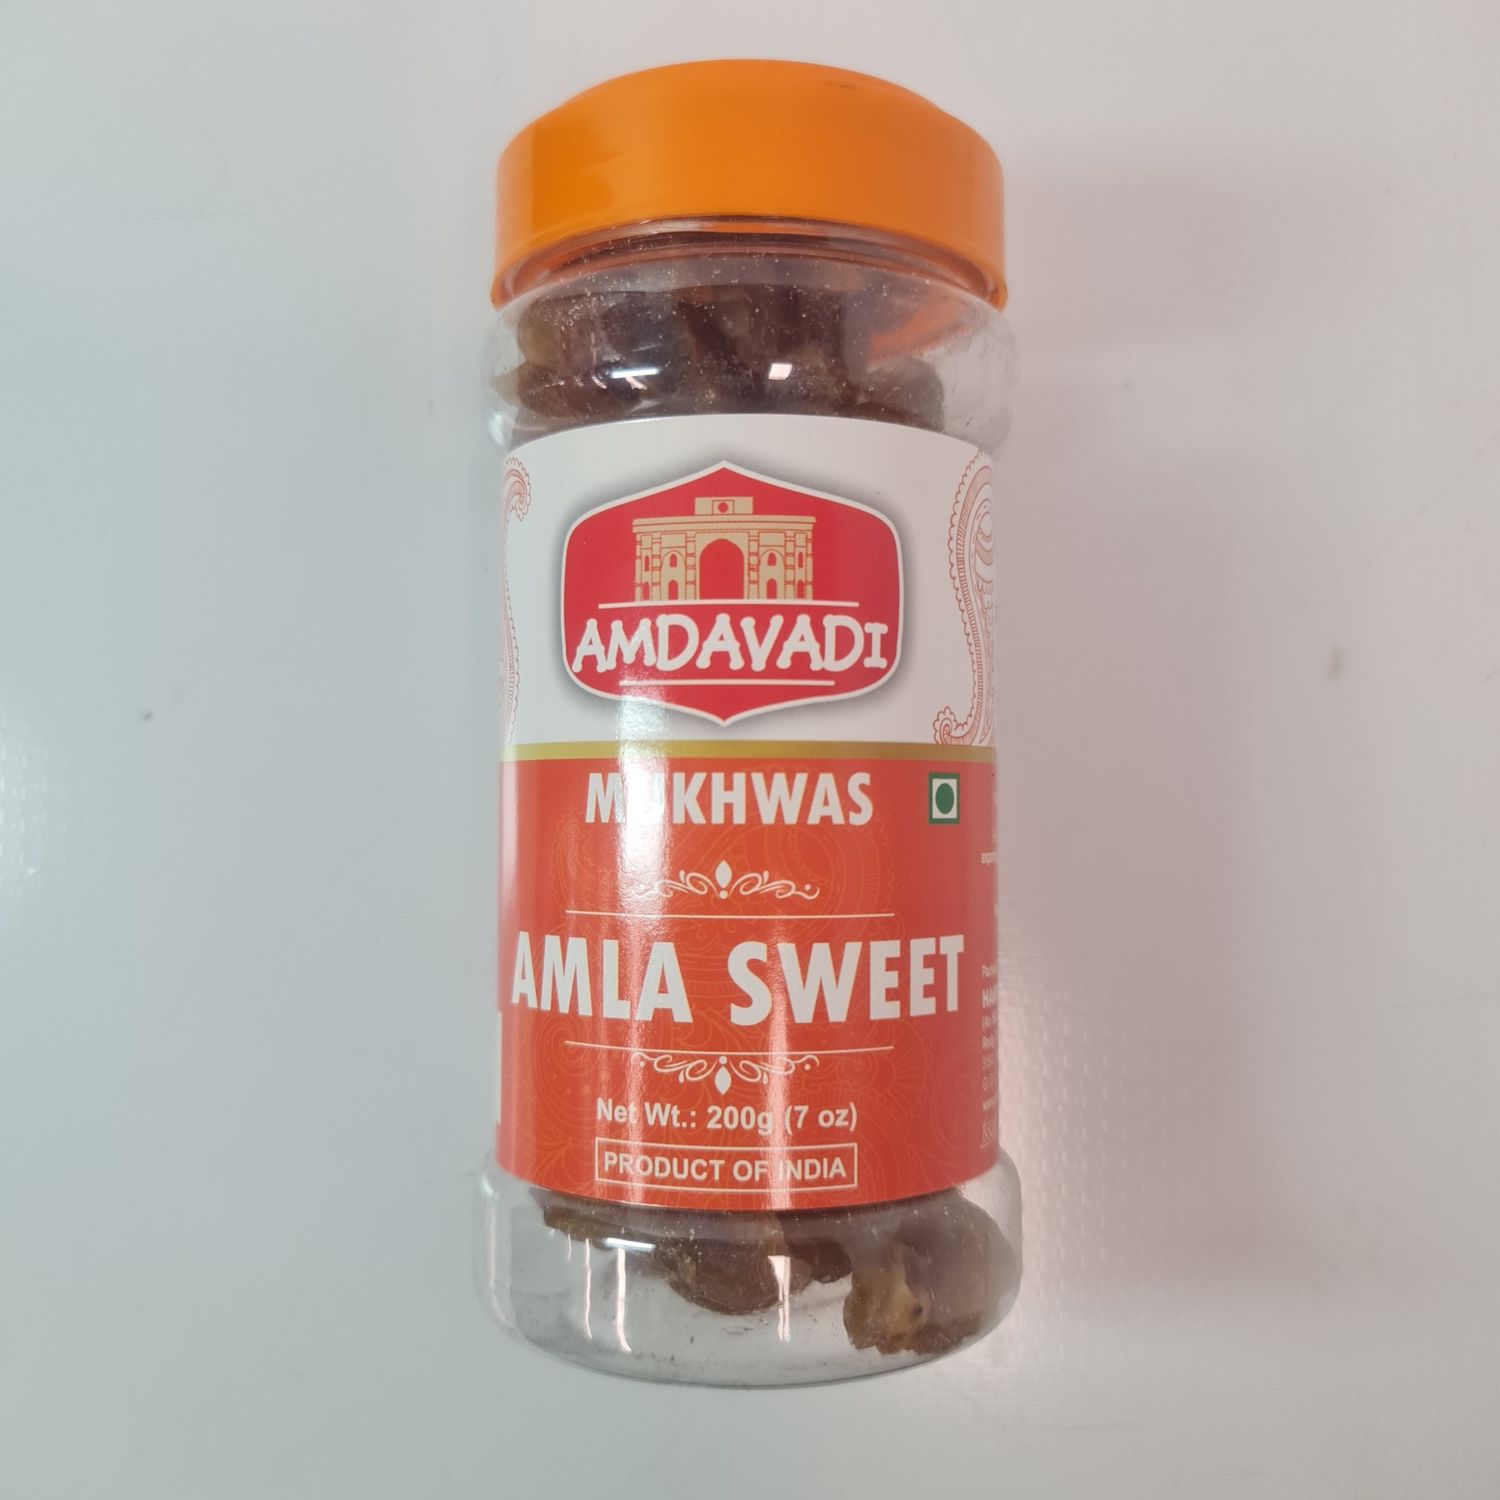 AMDAVADI
MUKHWAS
AMLA SWEET
Net Wt.: 200g (7 oz)
PRODUCT OF INDIA